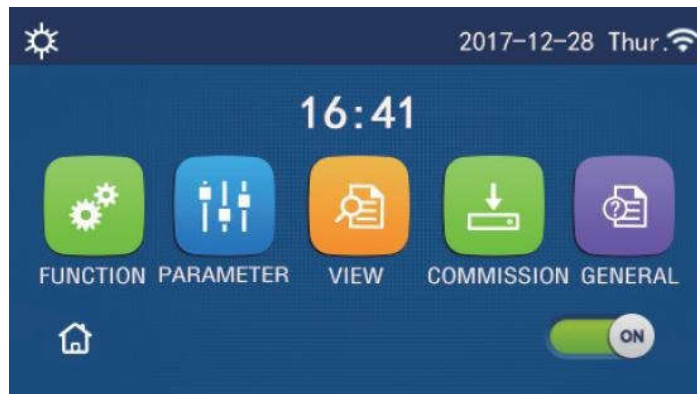 2017-12-28 Thur.
16:41
FUNCTION PARAMETER VIEW COMMISSION GENERAL
ON